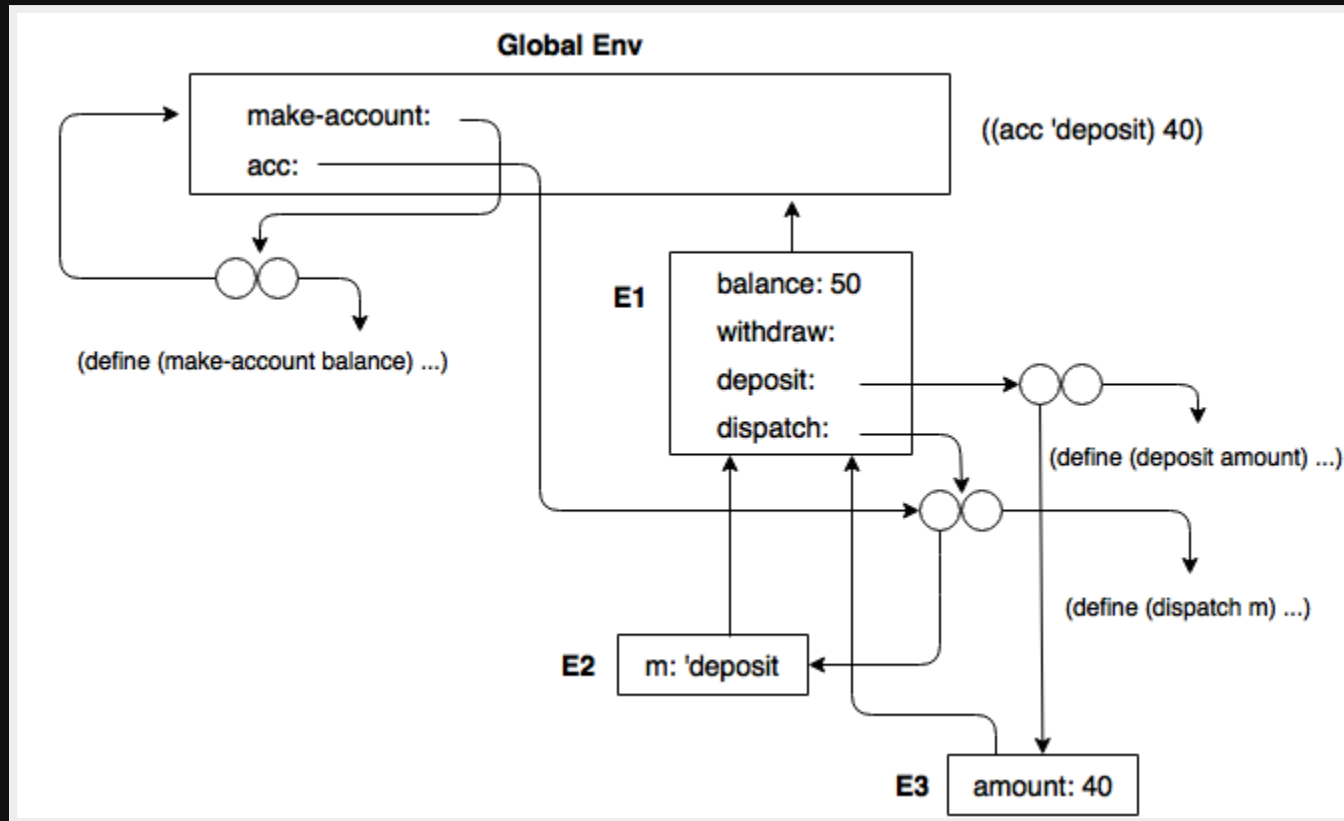 Global Env
make-account:
((acc 'deposit) 40)
acc:
(define (make-account balance) ...)
E1
balance: 50
withdraw:
deposit:
dispatch:
(define (deposit amount) ...)
(define (dispatch m) ...)
E2
m: 'deposit
E3
amount: 40